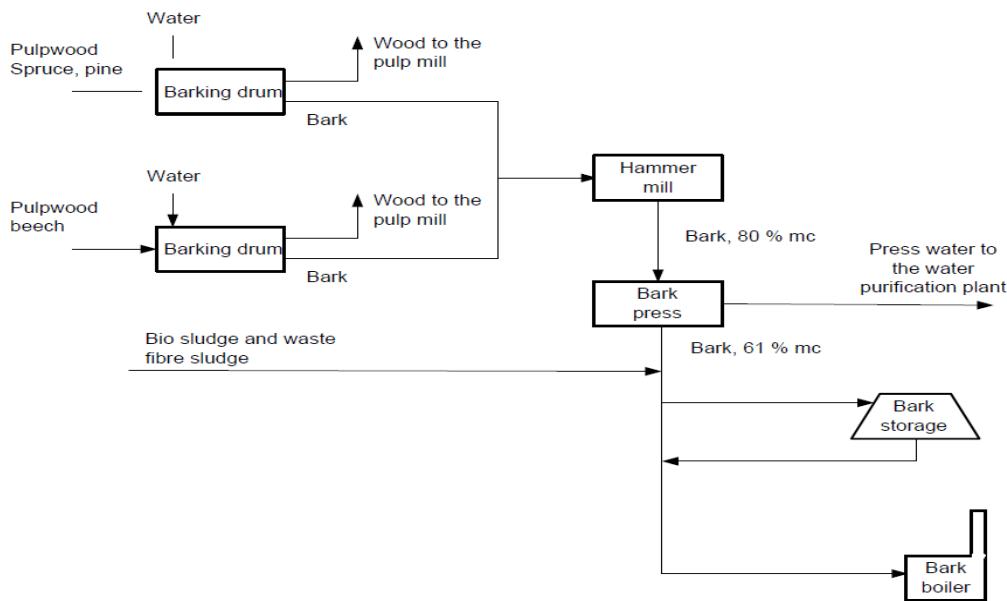 Water
Pulpwood
Spruce, pine
Barking drum
Wood to the
pulp mill
Bark
Water
Pulpwood
beech
Barking drum
Wood to the
pulp mill
Bark
Hammer
mill
Bark, 80 % mc
Bark
press
Press water to
the water
purification plant
Bio sludge and waste
fibre sludge
Bark, 61 % mc
Bark
storage
Bark
boiler